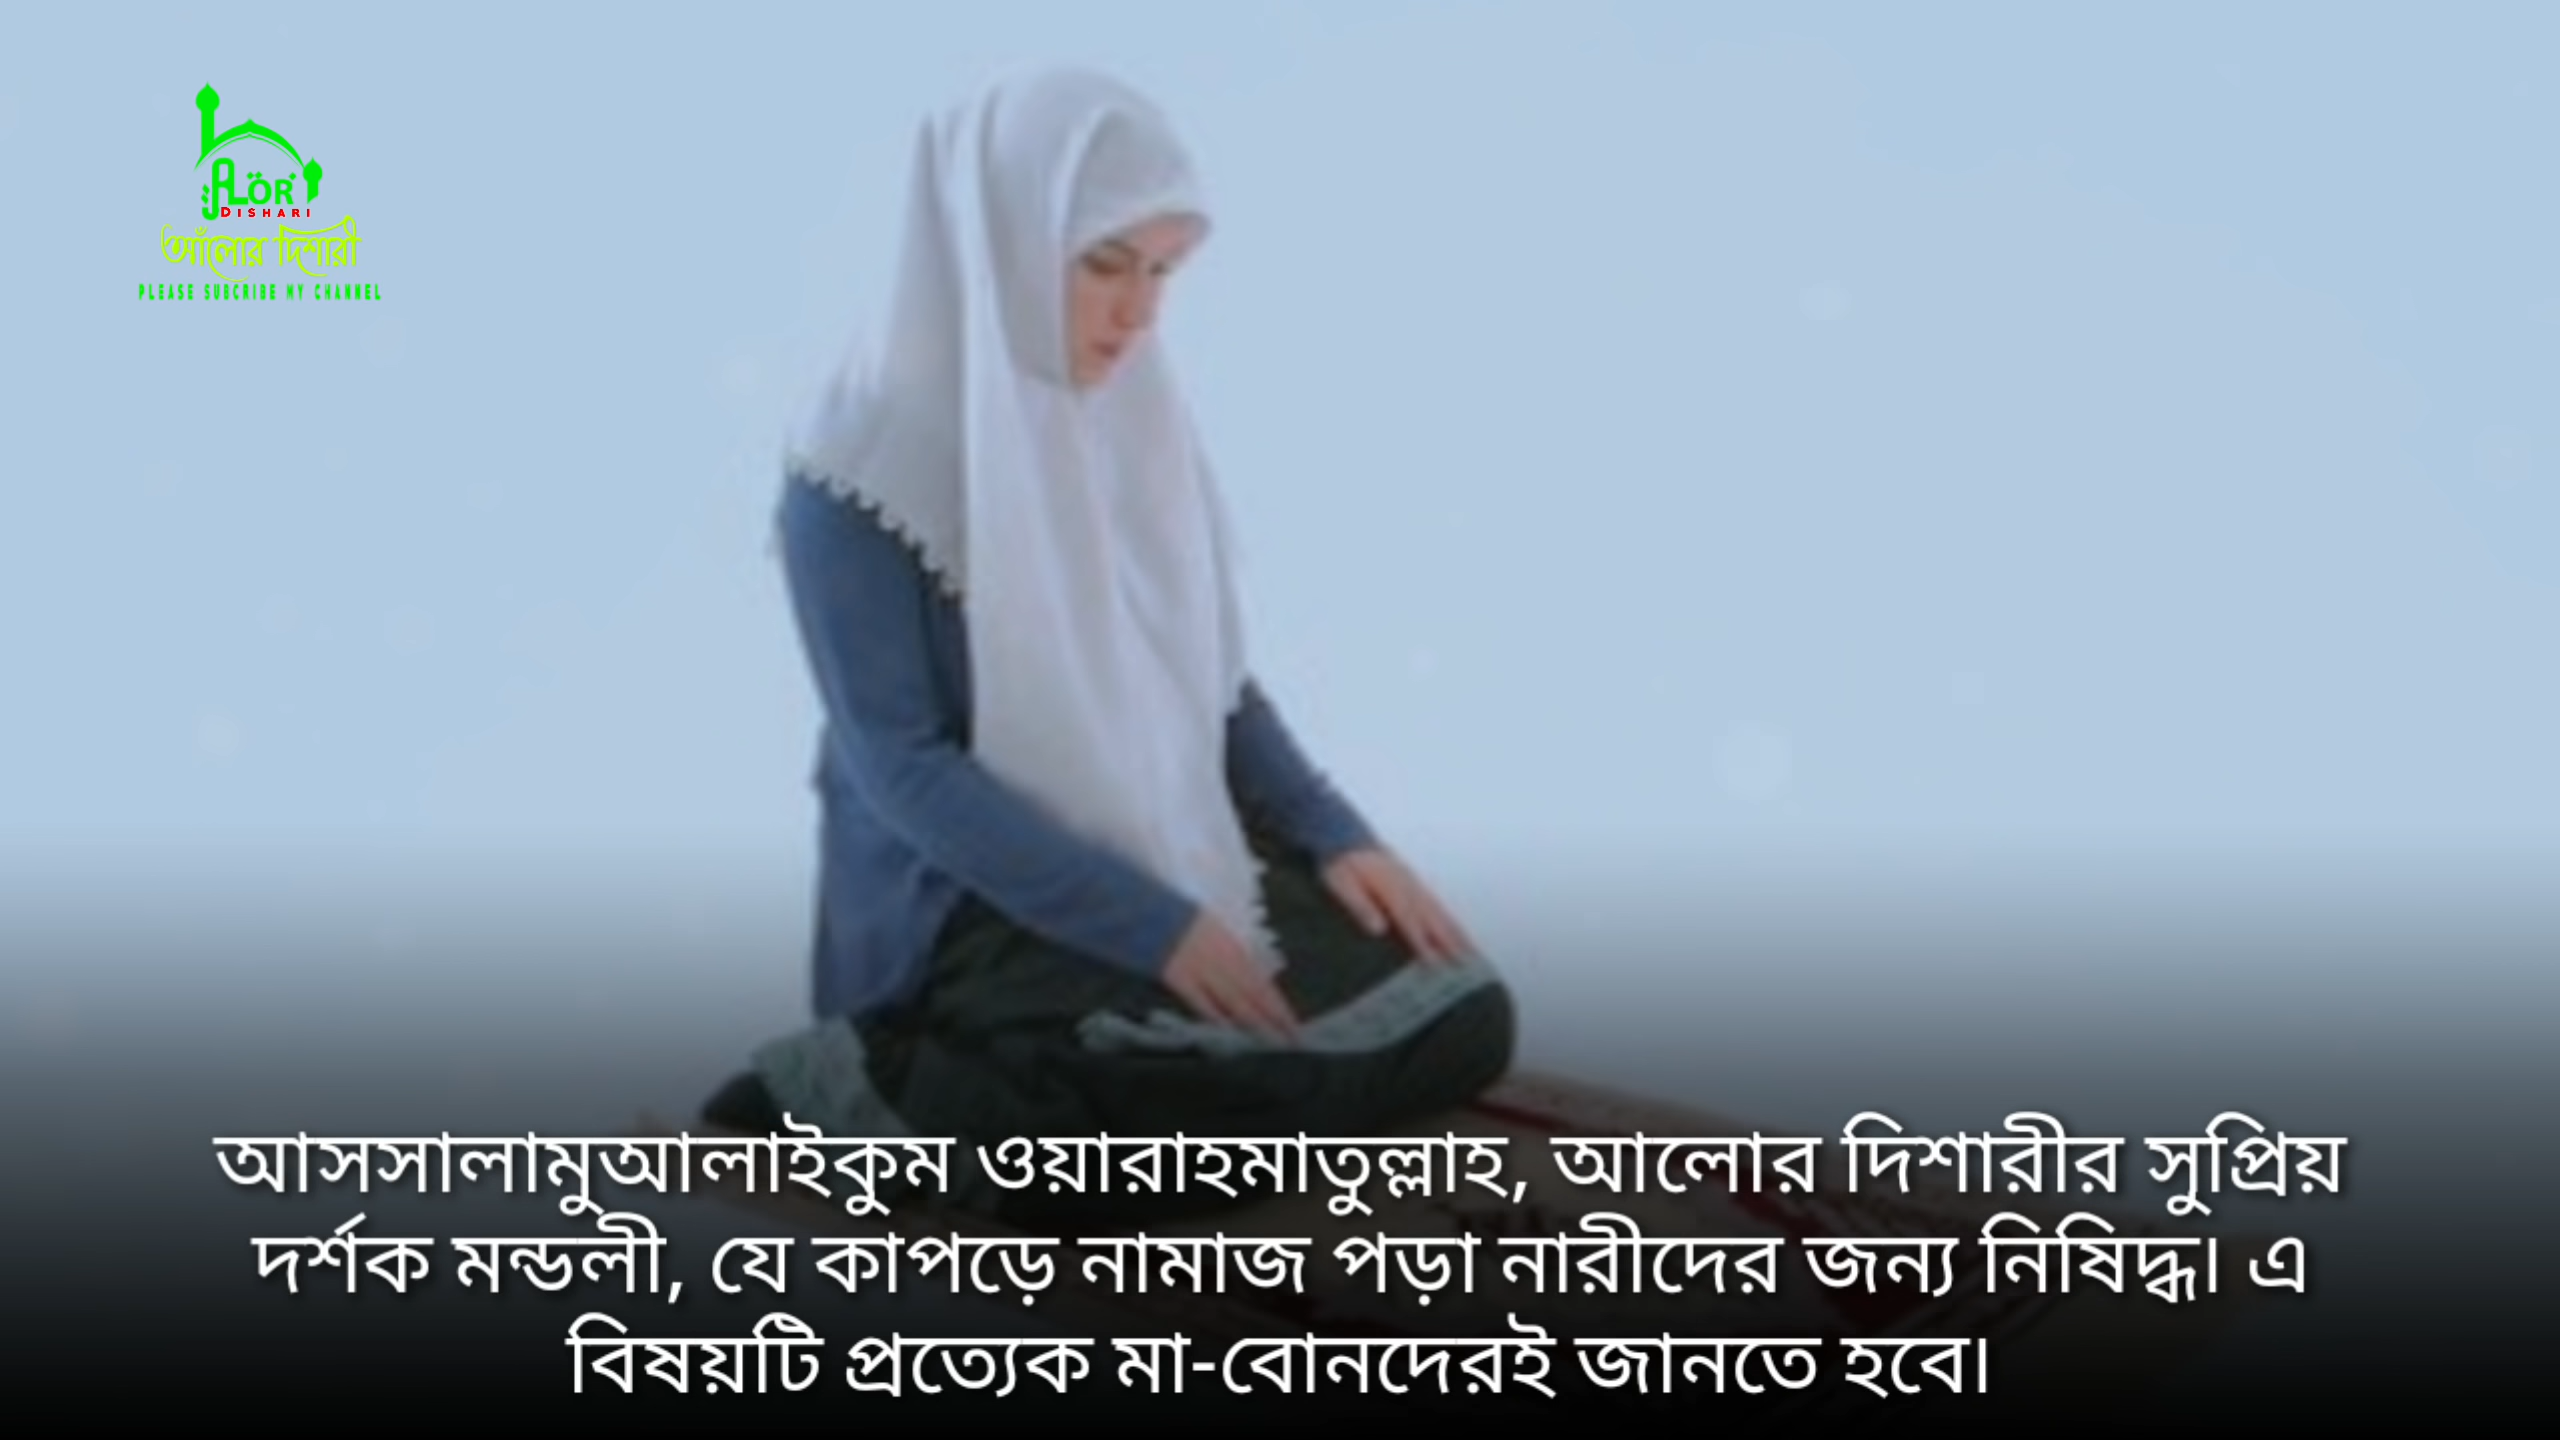 ALOR
DISHARI
আঁলোর দিশারী
PLEASE SUBCRIBE MY CHANNEL
আসসালামুআলাইকুম ওয়ারাহমাতুল্লাহ, আলোর দিশারীর সুপ্রিয়
দর্শক মন্ডলী, যে কাপড়ে নামাজ পড়া নারীদের জন্য নিষিদ্ধ। এ
বিষয়টি প্রত্যেক মা-বোনদেরই জানতে হবে।